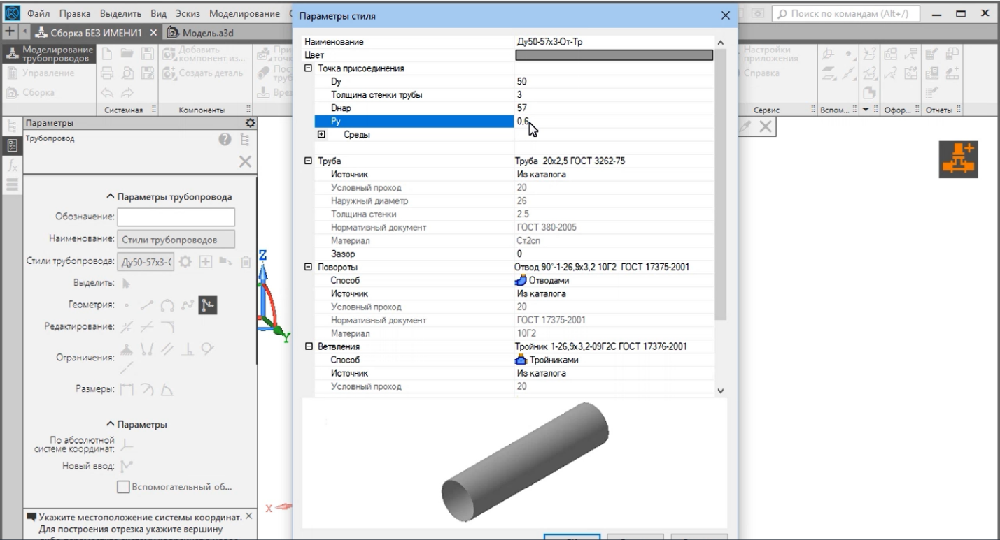 Файл Правка Выделить Вид Эскиз Моделирование
Поиск по командам (Alt+/)
Сборка БЕЗ ИМЕНИ1
Модель.a3d
Моделирование трубопроводов
Управление
Сборка
Системная
Добавить компонент из...
Создать деталь
Компоненты
Настройки приложения
Справка
Сервис
Вспом...
Офор...
Отчеты
Параметры
Трубопровод
Параметры трубопровода
Обозначение:
Наименование: Стили трубопроводов
Стили трубопровода: Ду50-57х3-
Выделить:
Геометрия:
Редактирование:
Ограничения:
Размеры:
Параметры
По абсолютной
системе координат:
Новый ввод:
Вспомогательный об...
Укажите местоположение системы координат.
Для построения отрезка укажите вершину
Z
Y
X
Параметры стиля
Наименование Ду50-57х3-От-Тр
Цвет
Точка присоединения
Dy 50
Толщина стенки трубы 3
Dнар 57
Ру 0,6
Среды
Труба Труба 20х2,5 ГОСТ 3262-75
Источник Из каталога
Условный проход 20
Наружный диаметр 26
Толщина стенки 2.5
Нормативный документ ГОСТ 380-2005
Материал Ст2сп
Зазор 0
Повороты Отвод 90°-1-26,9х3,2 10Г2 ГОСТ 17375-2001
Способ Отводами
Источник Из каталога
Условный проход 20
Нормативный документ ГОСТ 17375-2001
Материал 10Г2
Ветвления Тройник 1-26,9х3,2-09Г2С ГОСТ 17376-2001
Способ Тройниками
Источник Из каталога
Условный проход 20